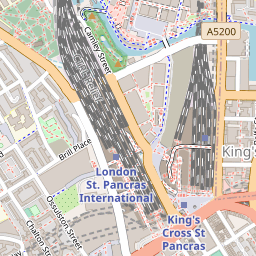 Camley Street
A5200
Brill Place
King's
London
St. Pancras
International
Ossulston Street
Chalton Street
King's
Cross St
Pancras